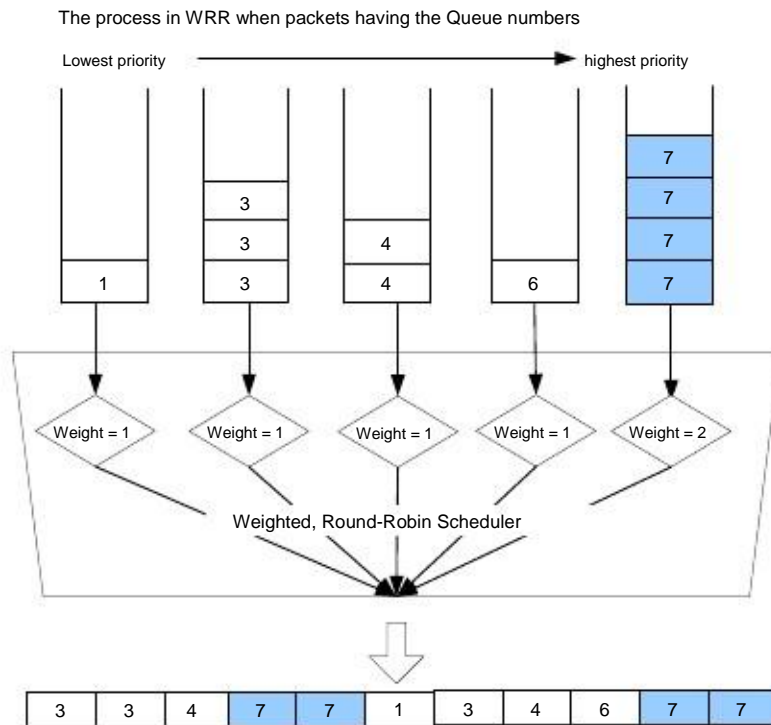 The process in WRR when packets having the Queue numbers
Lowest priority highest priority
7
3 7
3 4 7
1 3 4 6 7
Weight = 1 Weight = 1 Weight = 1 Weight = 1 Weight = 2
Weighted, Round-Robin Scheduler
3 3 4 7 7 1 3 4 6 7 7